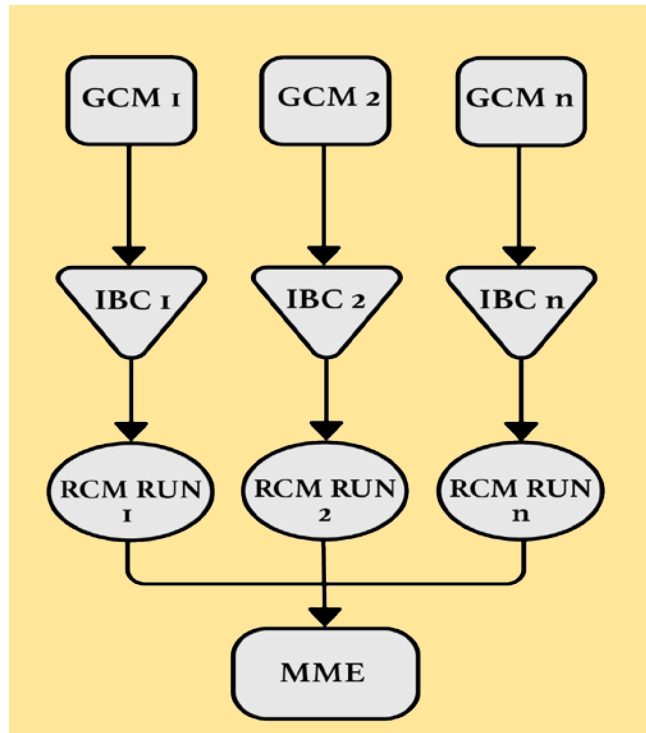 GCM 1
GCM 2
GCM n
IBC 1
IBC 2
IBC n
RCM RUN
1
RCM RUN
2
RCM RUN
n
MME